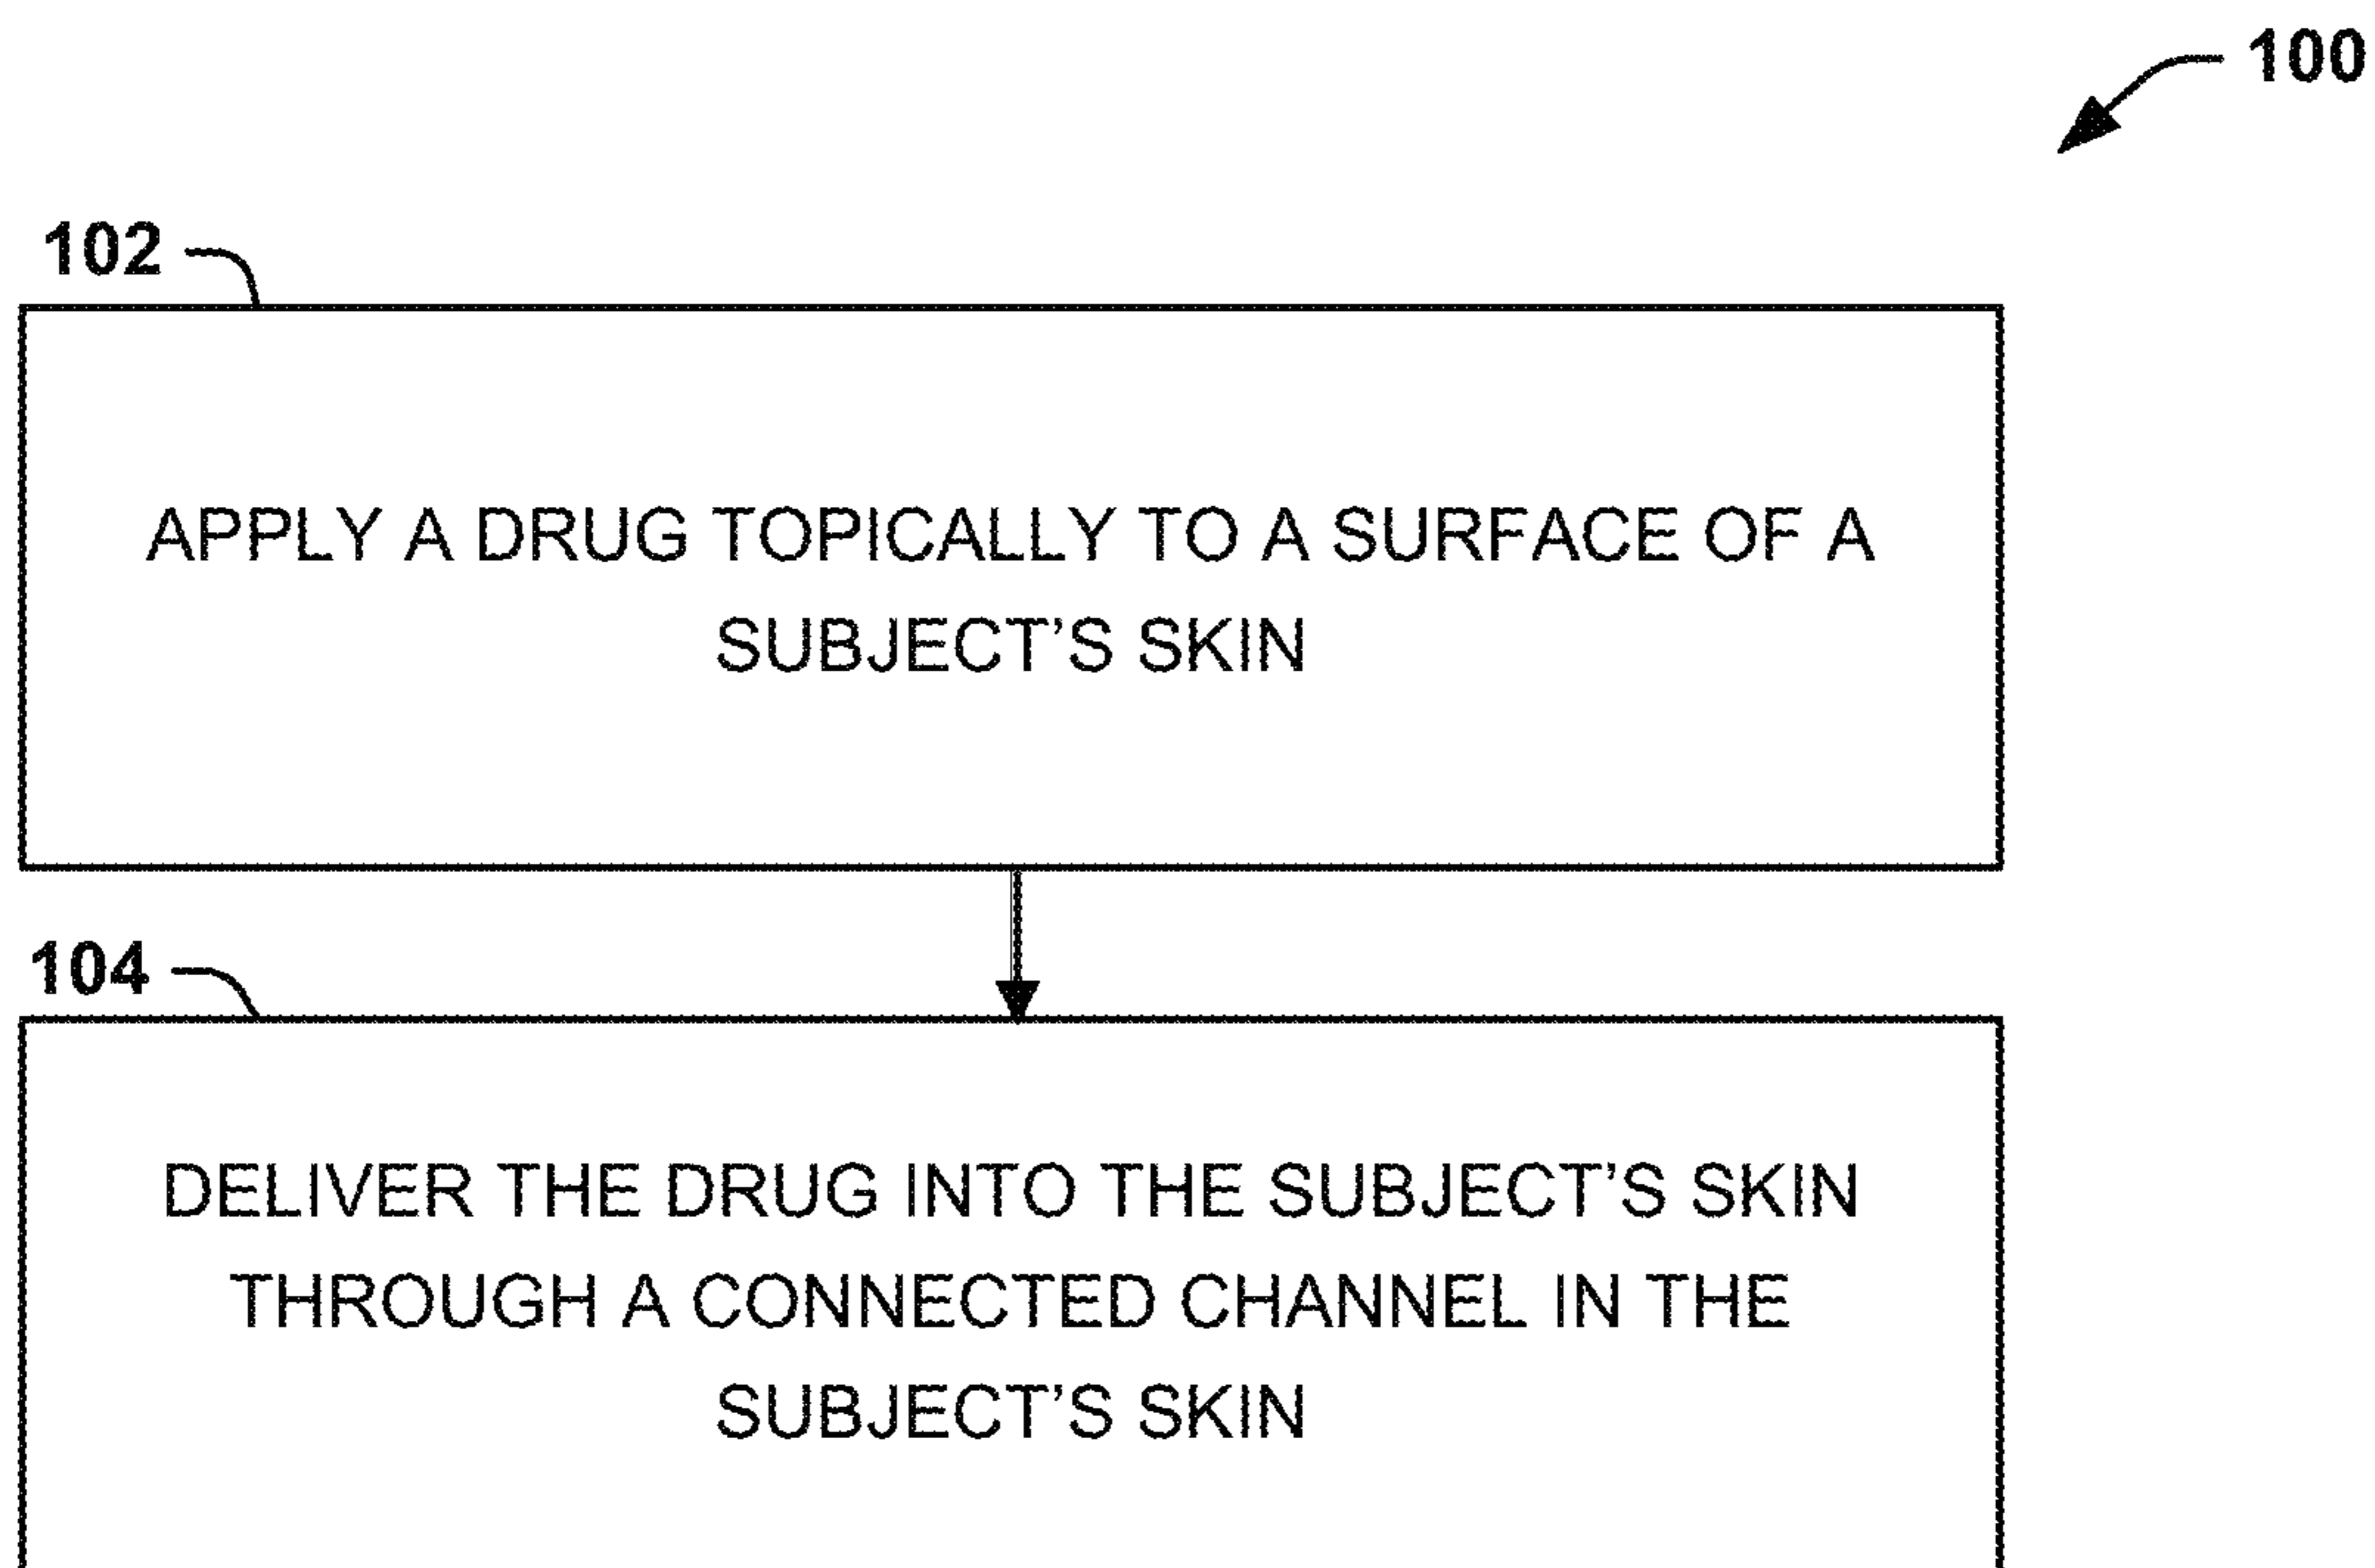 100
102
APPLY A DRUG TOPICALLY TO A SURFACE OF A
SUBJECT'S SKIN
104
DELIVER THE DRUG INTO THE SUBJECT'S SKIN
THROUGH A CONNECTED CHANNEL IN THE
SUBJECT'S SKIN